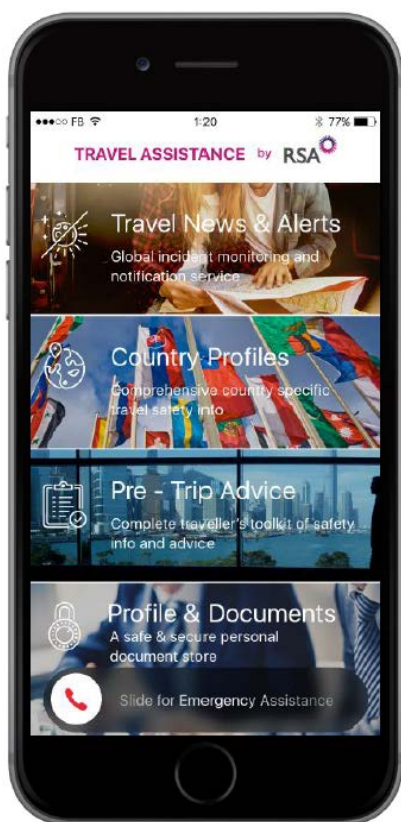 ●●●○○ FB 1:20 77%
TRAVEL ASSISTANCE by RSA
Travel News & Alerts
Global incident monitoring and
notification service
Country Profiles
Comprehensive country specific
travel safety info
Pre - Trip Advice
Complete traveller's toolkit of safety
info and advice
Profile & Documents
A safe & secure personal
document store
Slide for Emergency Assistance